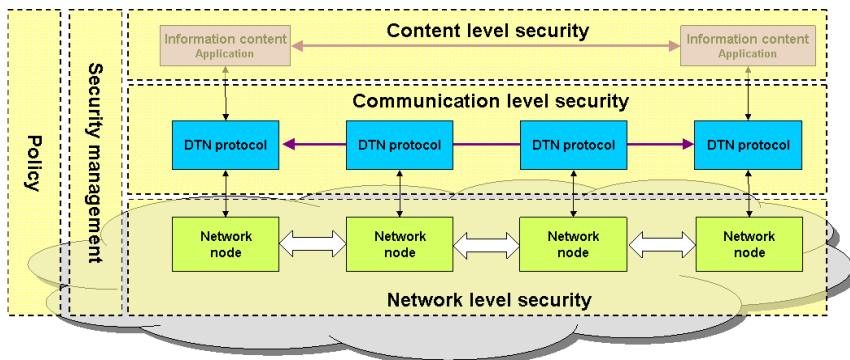 Policy
Security management
Content level security
Information content
Application
Information content
Application
Communication level security
DTN protocol
DTN protocol
DTN protocol
DTN protocol
Network
node
Network
node
Network
node
Network
node
Network level security